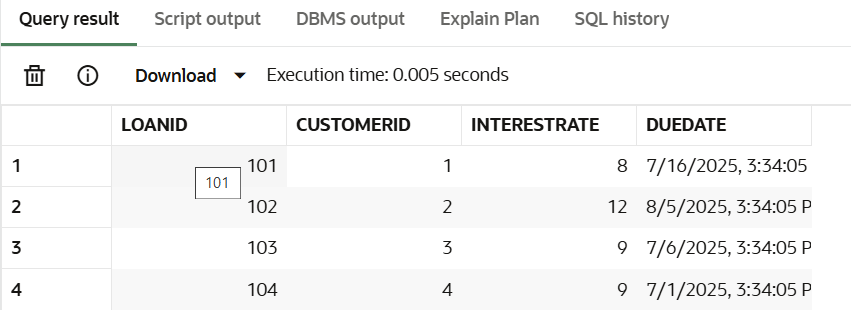 Query result Script output DBMS output Explain Plan SQL history
Download Execution time: 0.005 seconds
LOANID CUSTOMERID INTERESTRATE DUEDATE
1 101 1 8 7/16/2025, 3:34:05
101
2 102 2 12 8/5/2025, 3:34:05 P
3 103 3 9 7/6/2025, 3:34:05 P
4 104 4 9 7/1/2025, 3:34:05 P